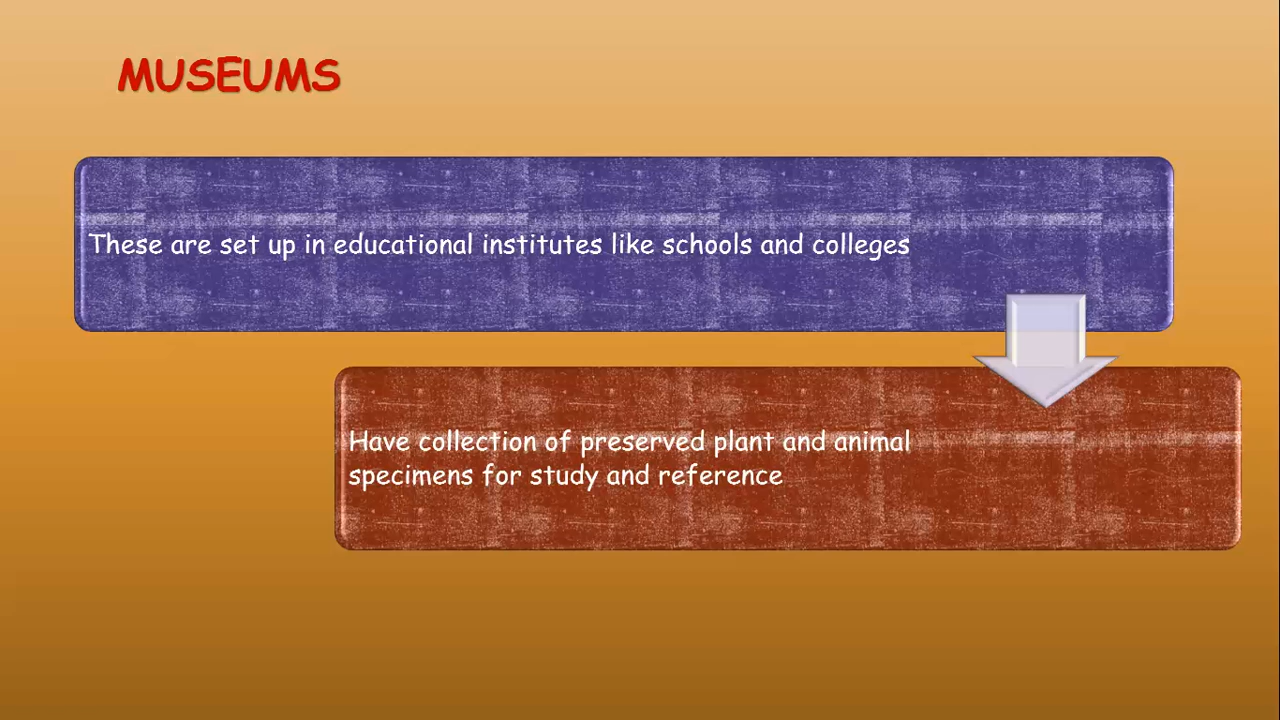 MUSEUMS
These are set up in educational institutes like schools and colleges
Have collection of preserved plant and animal
specimens for study and reference